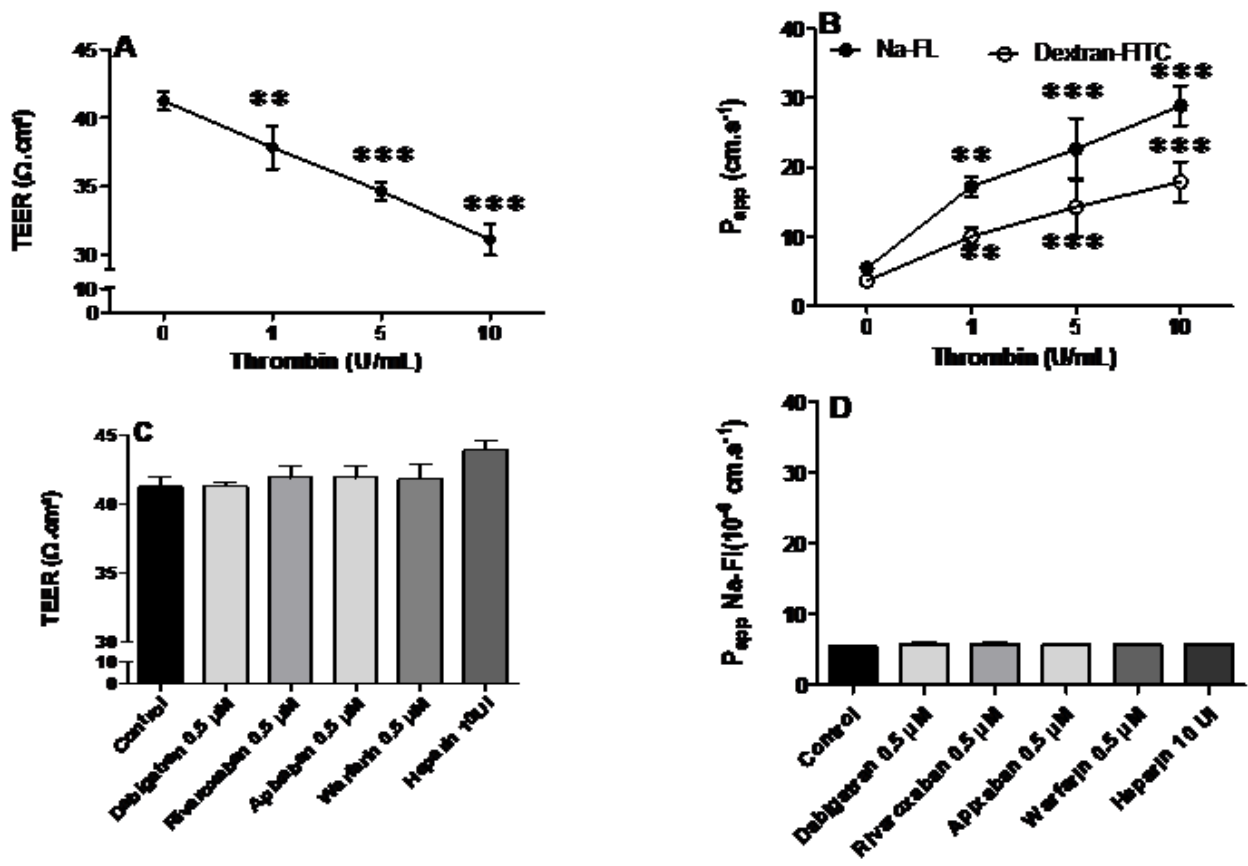 A
45
40
35
30
10
0
TEER (Ω.cm²)
**
***
***
0 1 5 10
Thrombin (U/mL)
B
Na-FL Dextran-FITC
40
30
20
10
0
Papp (cm.s⁻¹)
**
***
***
**
***
***
0 1 5 10
Thrombin (U/mL)
C
45
40
35
30
10
0
TEER (Ω.cm²)
Control
Dabigatran 0.5 µM
Rivaroxaban 0.5 µM
Apixaban 0.5 µM
Warfarin 0.5 µM
Heparin 10UI
D
40
30
20
10
0
Papp Na-Fl(10⁻⁶ cm.s⁻¹)
Control
Dabigatran 0.5 µM
Rivaroxaban 0.5 µM
Apixaban 0.5 µM
Warfarin 0.5 µM
Heparin 10 UI